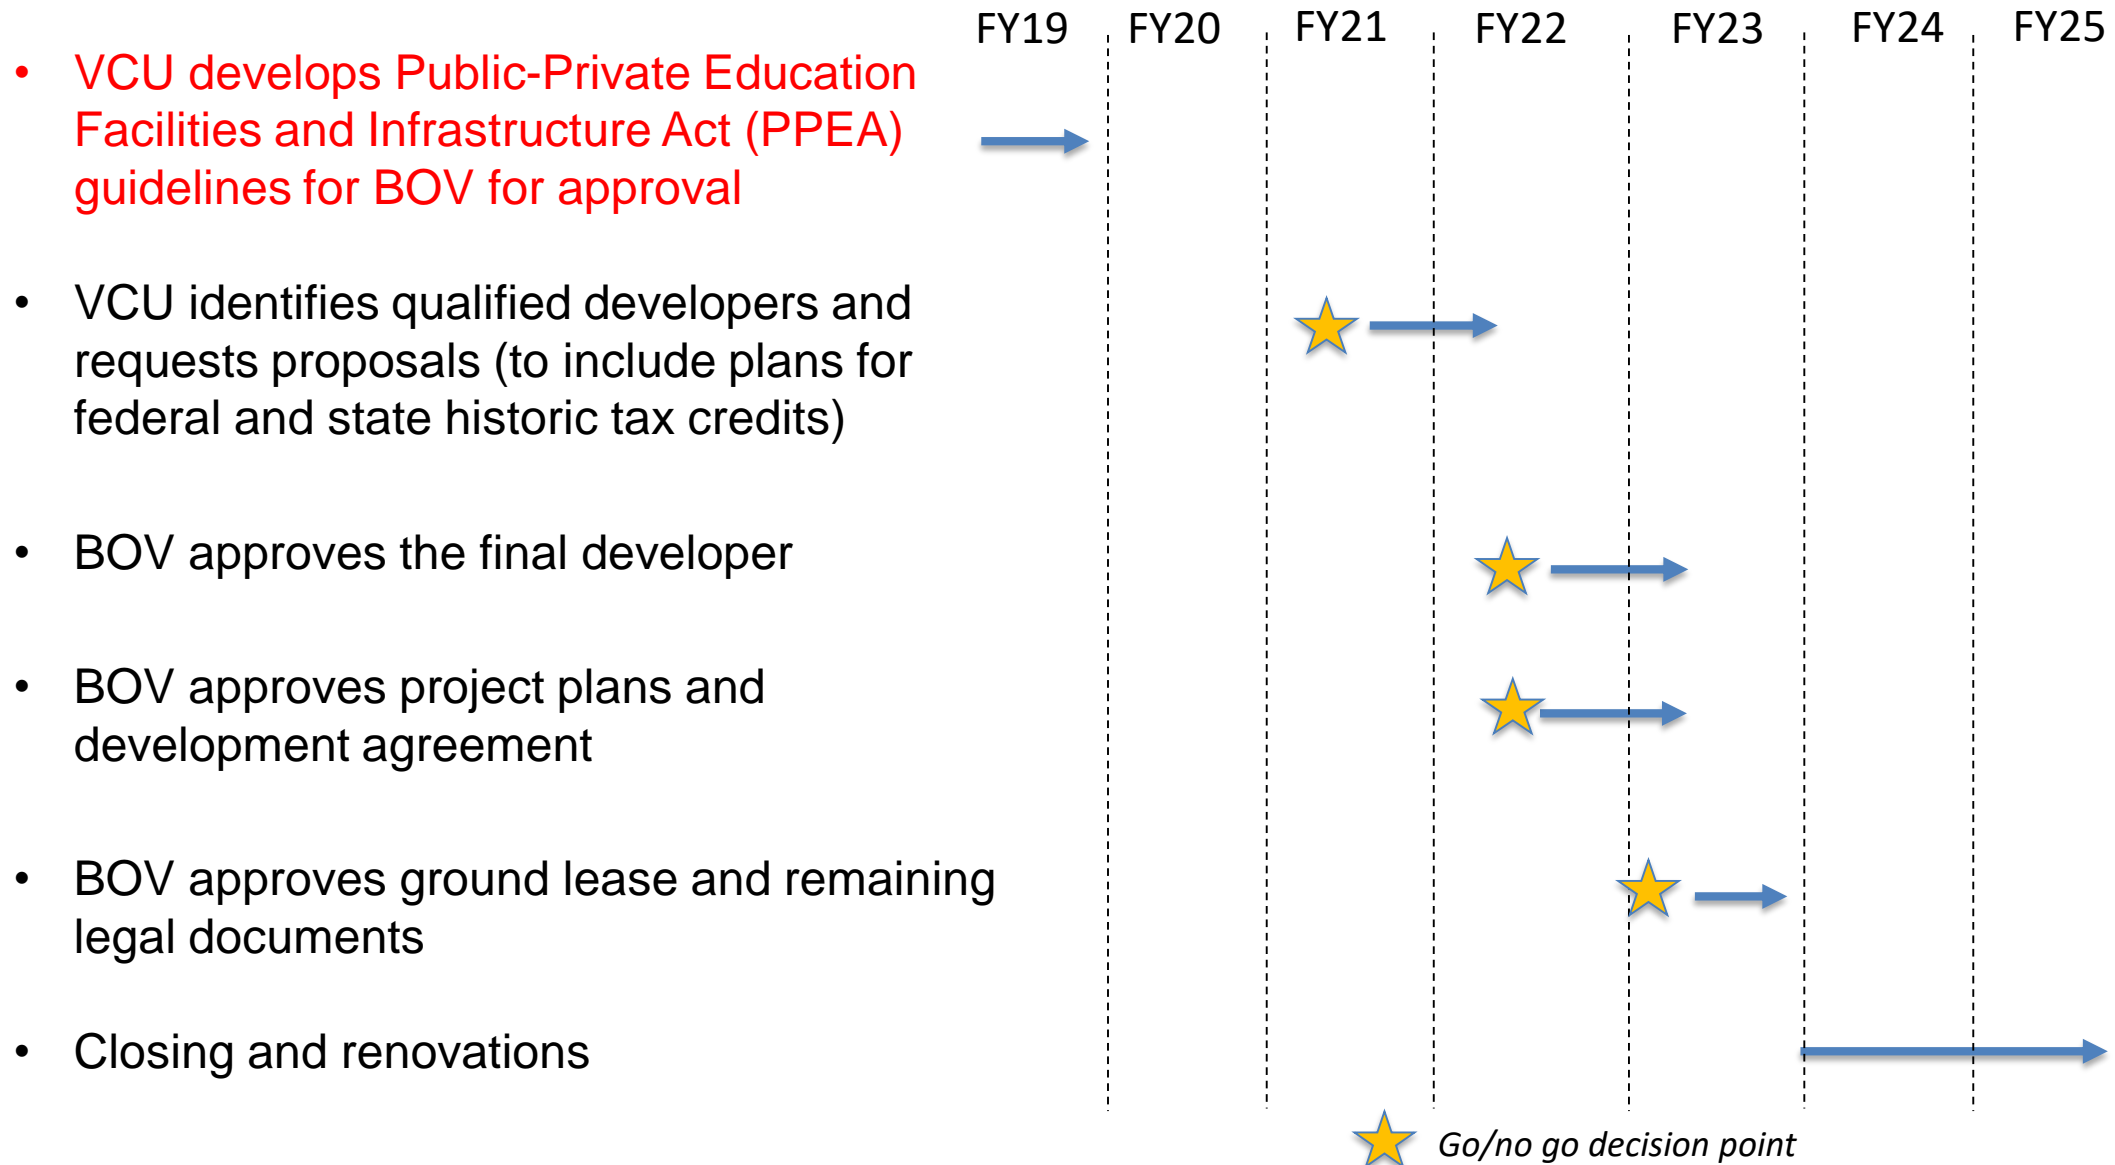 FY19 FY20 FY21 FY22 FY23 FY24 FY25
• VCU develops Public-Private Education
Facilities and Infrastructure Act (PPEA)
guidelines for BOV for approval
• VCU identifies qualified developers and
requests proposals (to include plans for
federal and state historic tax credits)
• BOV approves the final developer
• BOV approves project plans and
development agreement
• BOV approves ground lease and remaining
legal documents
• Closing and renovations
Go/no go decision point